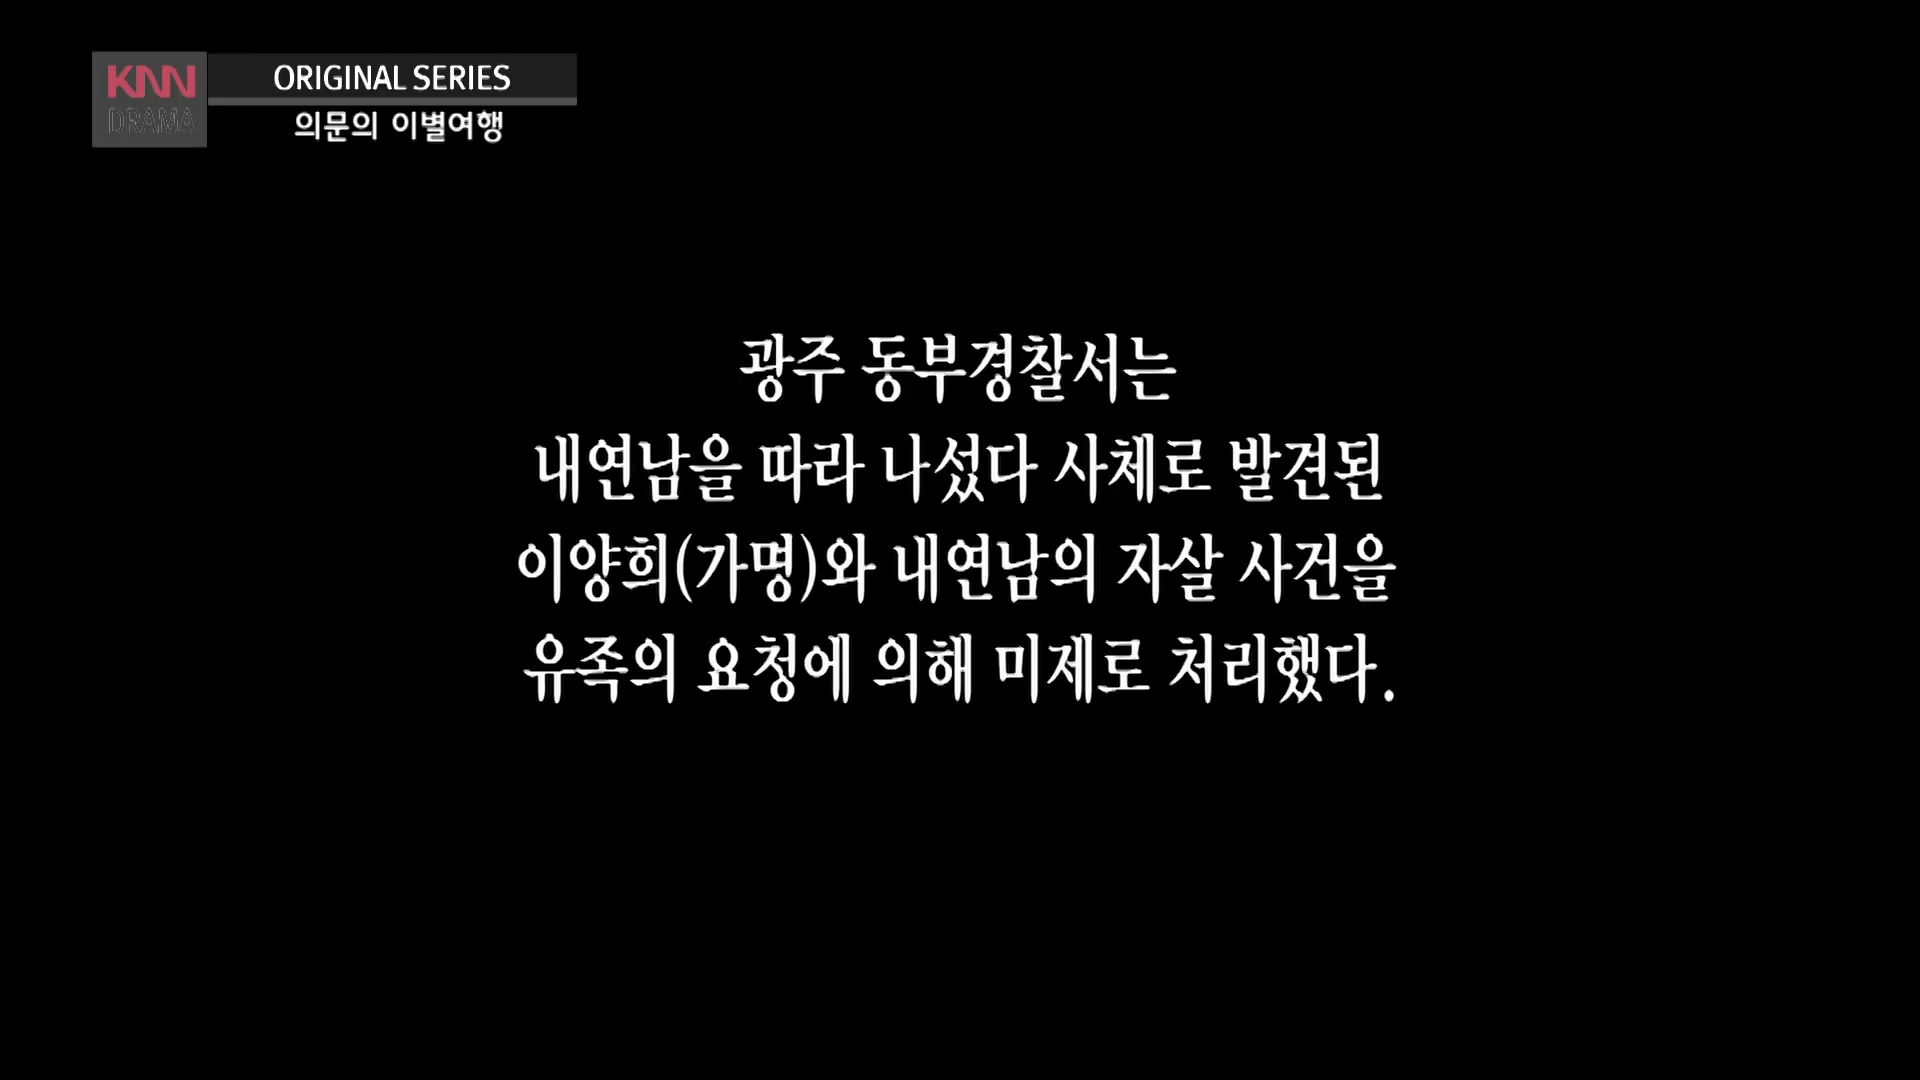 KNN
DRAMA
ORIGINAL SERIES
의문의 이별여행
광주 동부경찰서는
내연남을 따라 나섰다 사체로 발견된
이양희(가명)와 내연남의 자살 사건을
유족의 요청에 의해 미제로 처리했다.